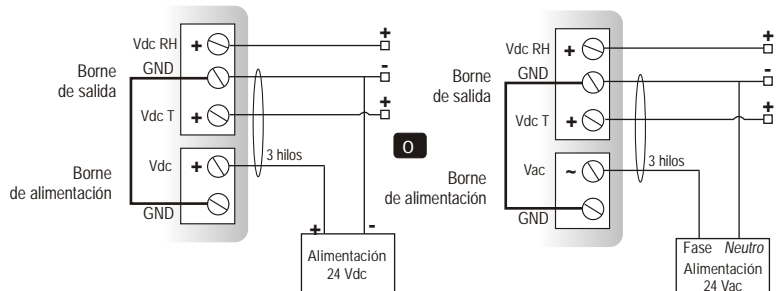 Vdc RH
+
+
GND
-
Borne
de salida
Vdc T
+
+
Vdc
+
3 hilos
Borne
de alimentación
GND
+
-
Alimentación
24 Vdc
o
Vdc RH
+
+
GND
-
Borne
de salida
Vdc T
+
+
Vac
~
3 hilos
Borne
de alimentación
GND
Fase Neutro
Alimentación
24 Vac